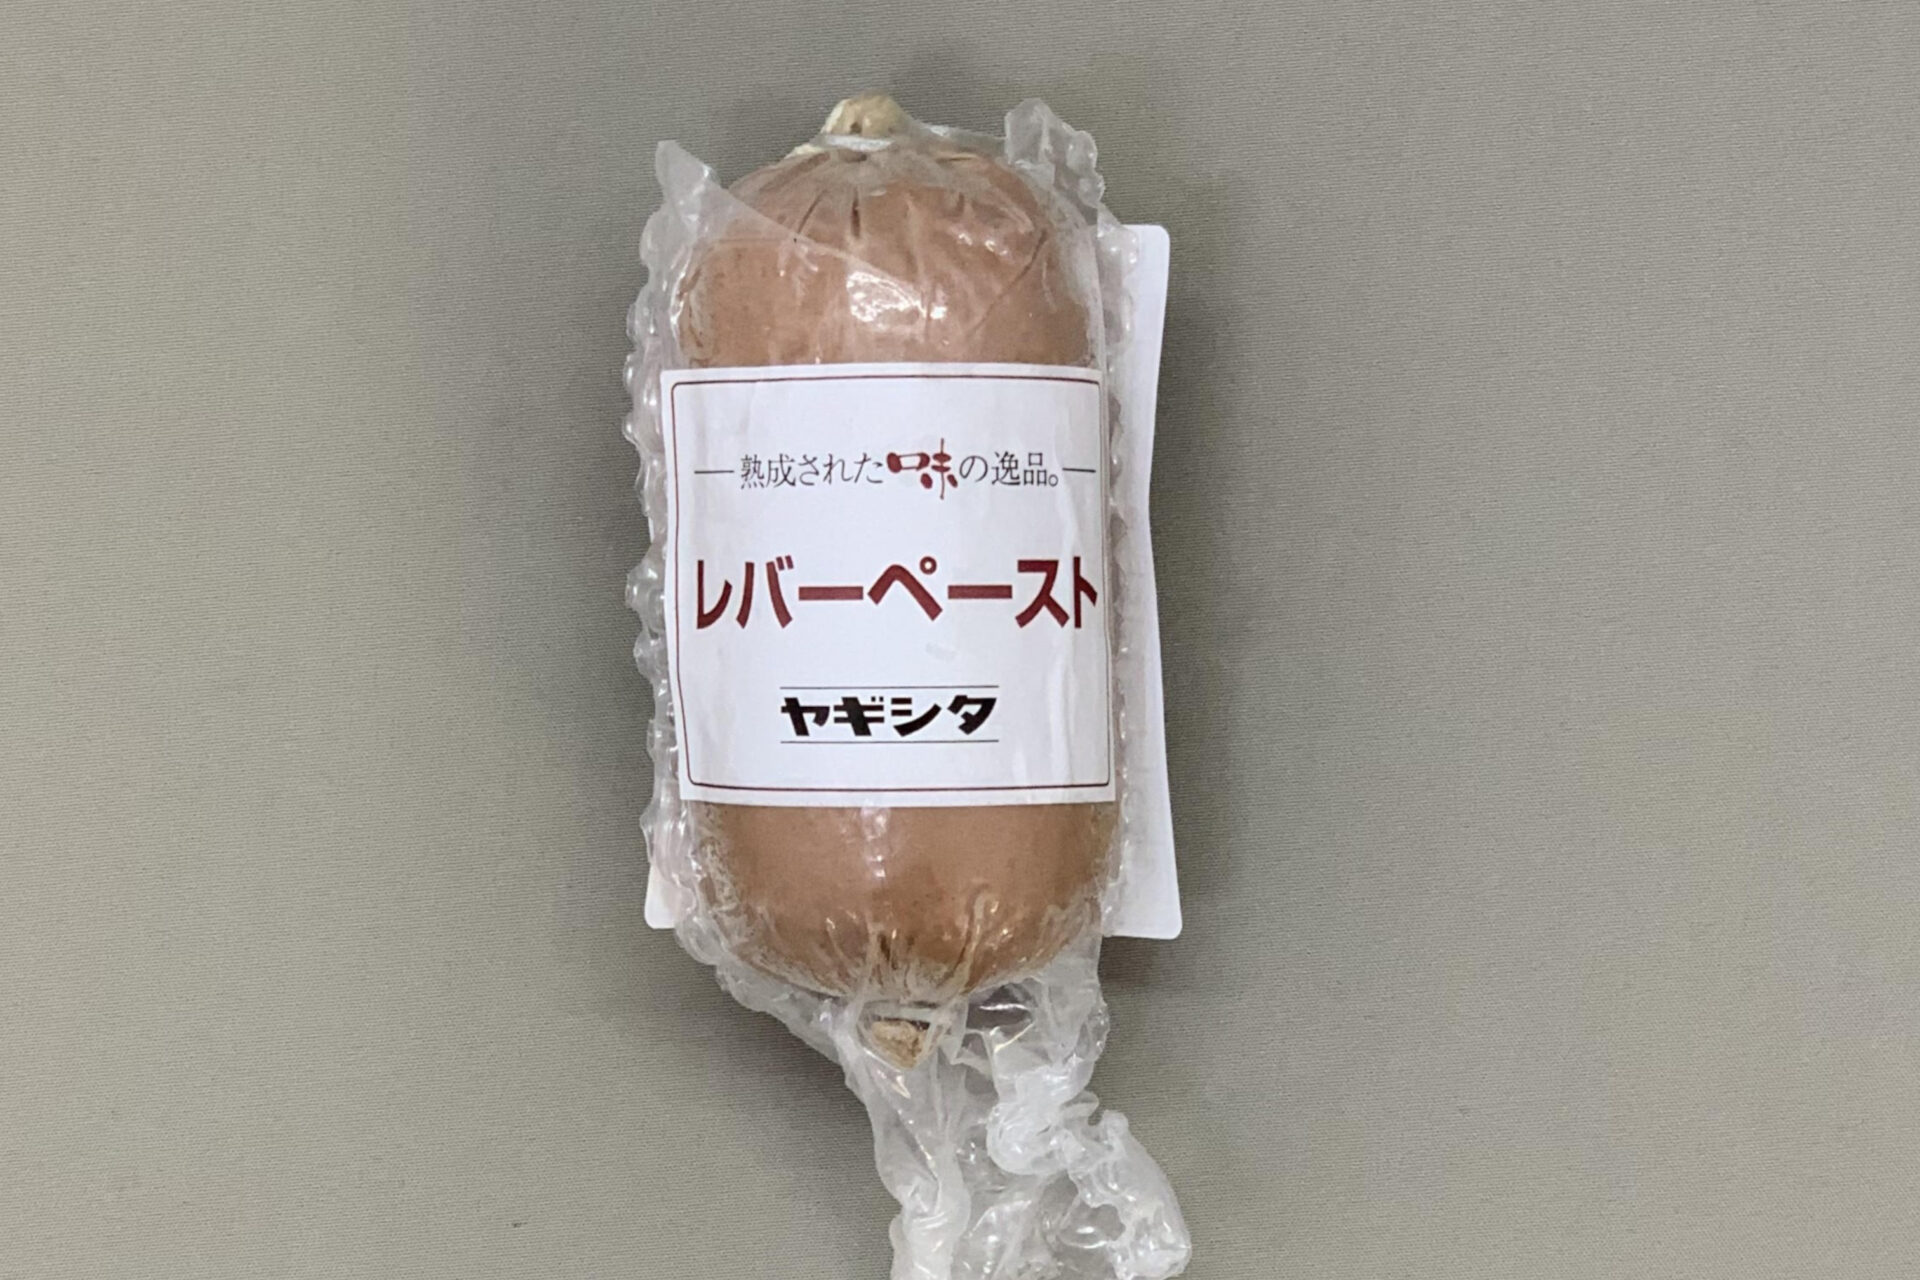 熟成された味の逸品。
レバーペースト
ヤギシタ